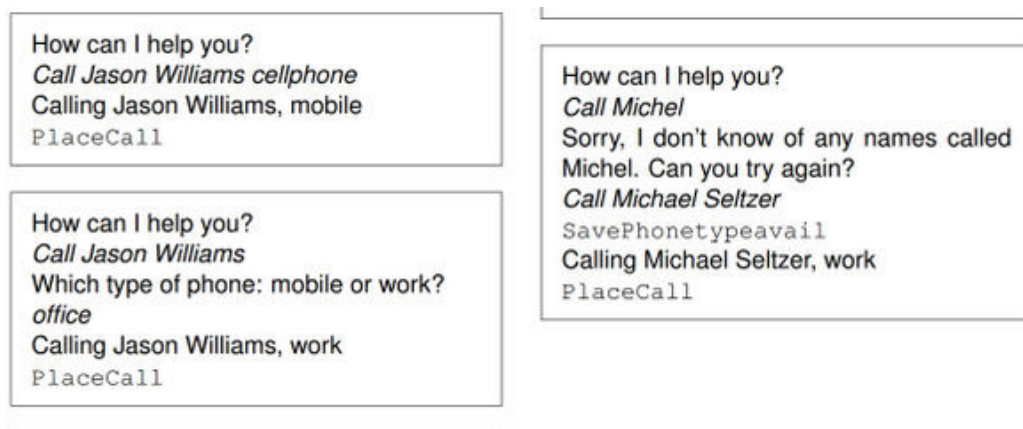 How can I help you?
Call Jason Williams cellphone
Calling Jason Williams, mobile
PlaceCall
How can I help you?
Call Jason Williams
Which type of phone: mobile or work?
office
Calling Jason Williams, work
PlaceCall
How can I help you?
Call Michel
Sorry, I don't know of any names called
Michel. Can you try again?
Call Michael Seltzer
SavePhonetypeavail
Calling Michael Seltzer, work
PlaceCall